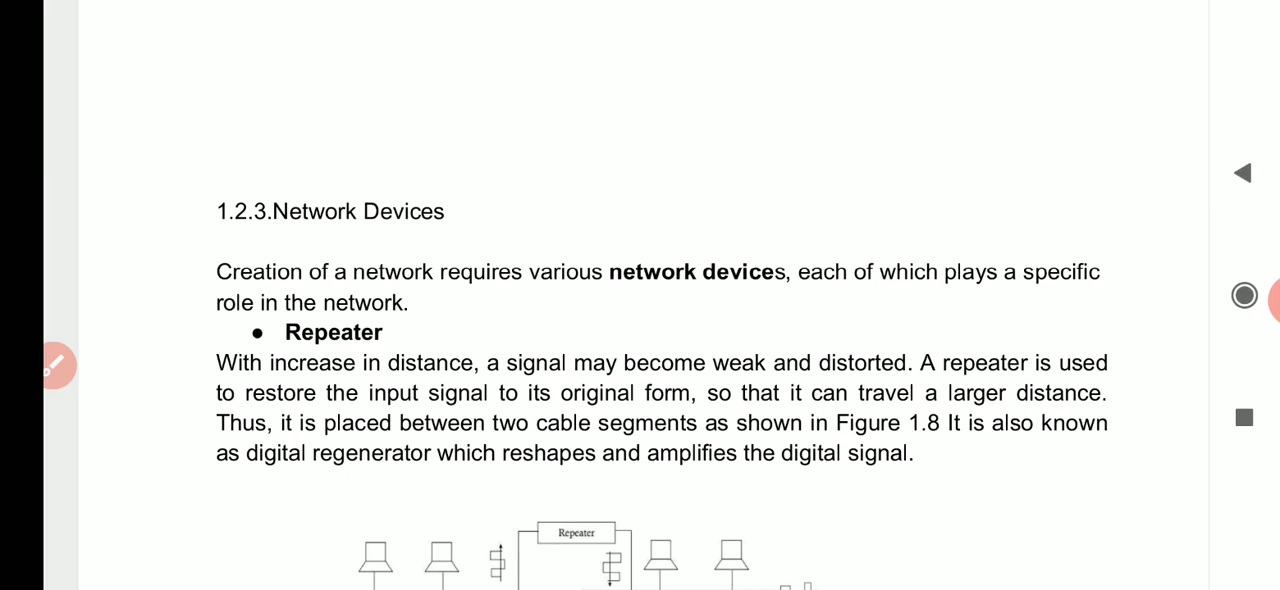 1.2.3.Network Devices
Creation of a network requires various network devices, each of which plays a specific
role in the network.
● Repeater
With increase in distance, a signal may become weak and distorted. A repeater is used
to restore the input signal to its original form, so that it can travel a larger distance.
Thus, it is placed between two cable segments as shown in Figure 1.8 It is also known
as digital regenerator which reshapes and amplifies the digital signal.
Repeater